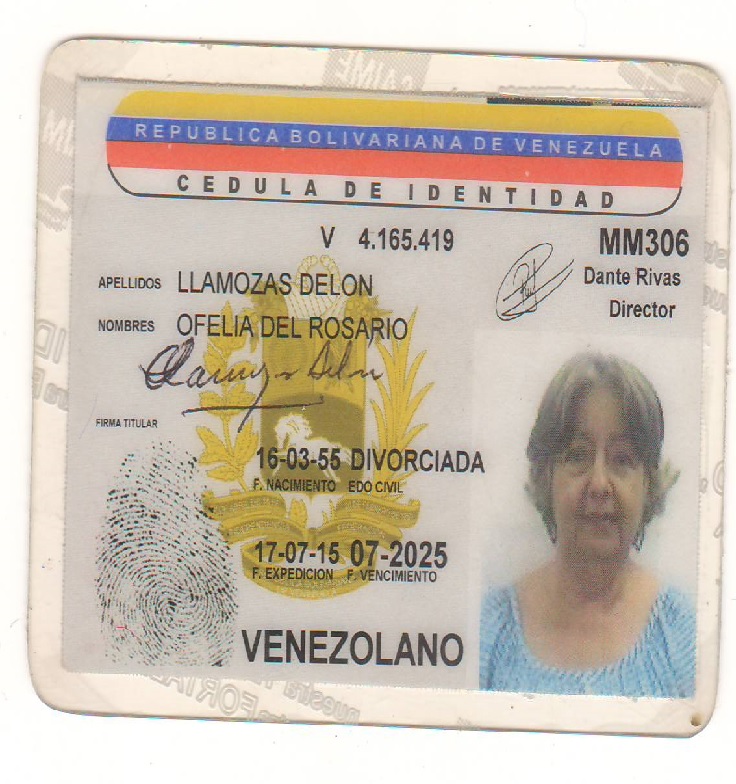 REPUBLICA BOLIVARIANA DE VENEZUELA
CEDULA DE IDENTIDAD
V 4.165.419
MM306
Dante Rivas
Director
APELLIDOS LLAMOZAS DELON
NOMBRES OFELIA DEL ROSARIO
FIRMA TITULAR
16-03-55 DIVORCIADA
F. NACIMIENTO EDO CIVIL
17-07-15 07-2025
F. EXPEDICION F. VENCIMIENTO
VENEZOLANO